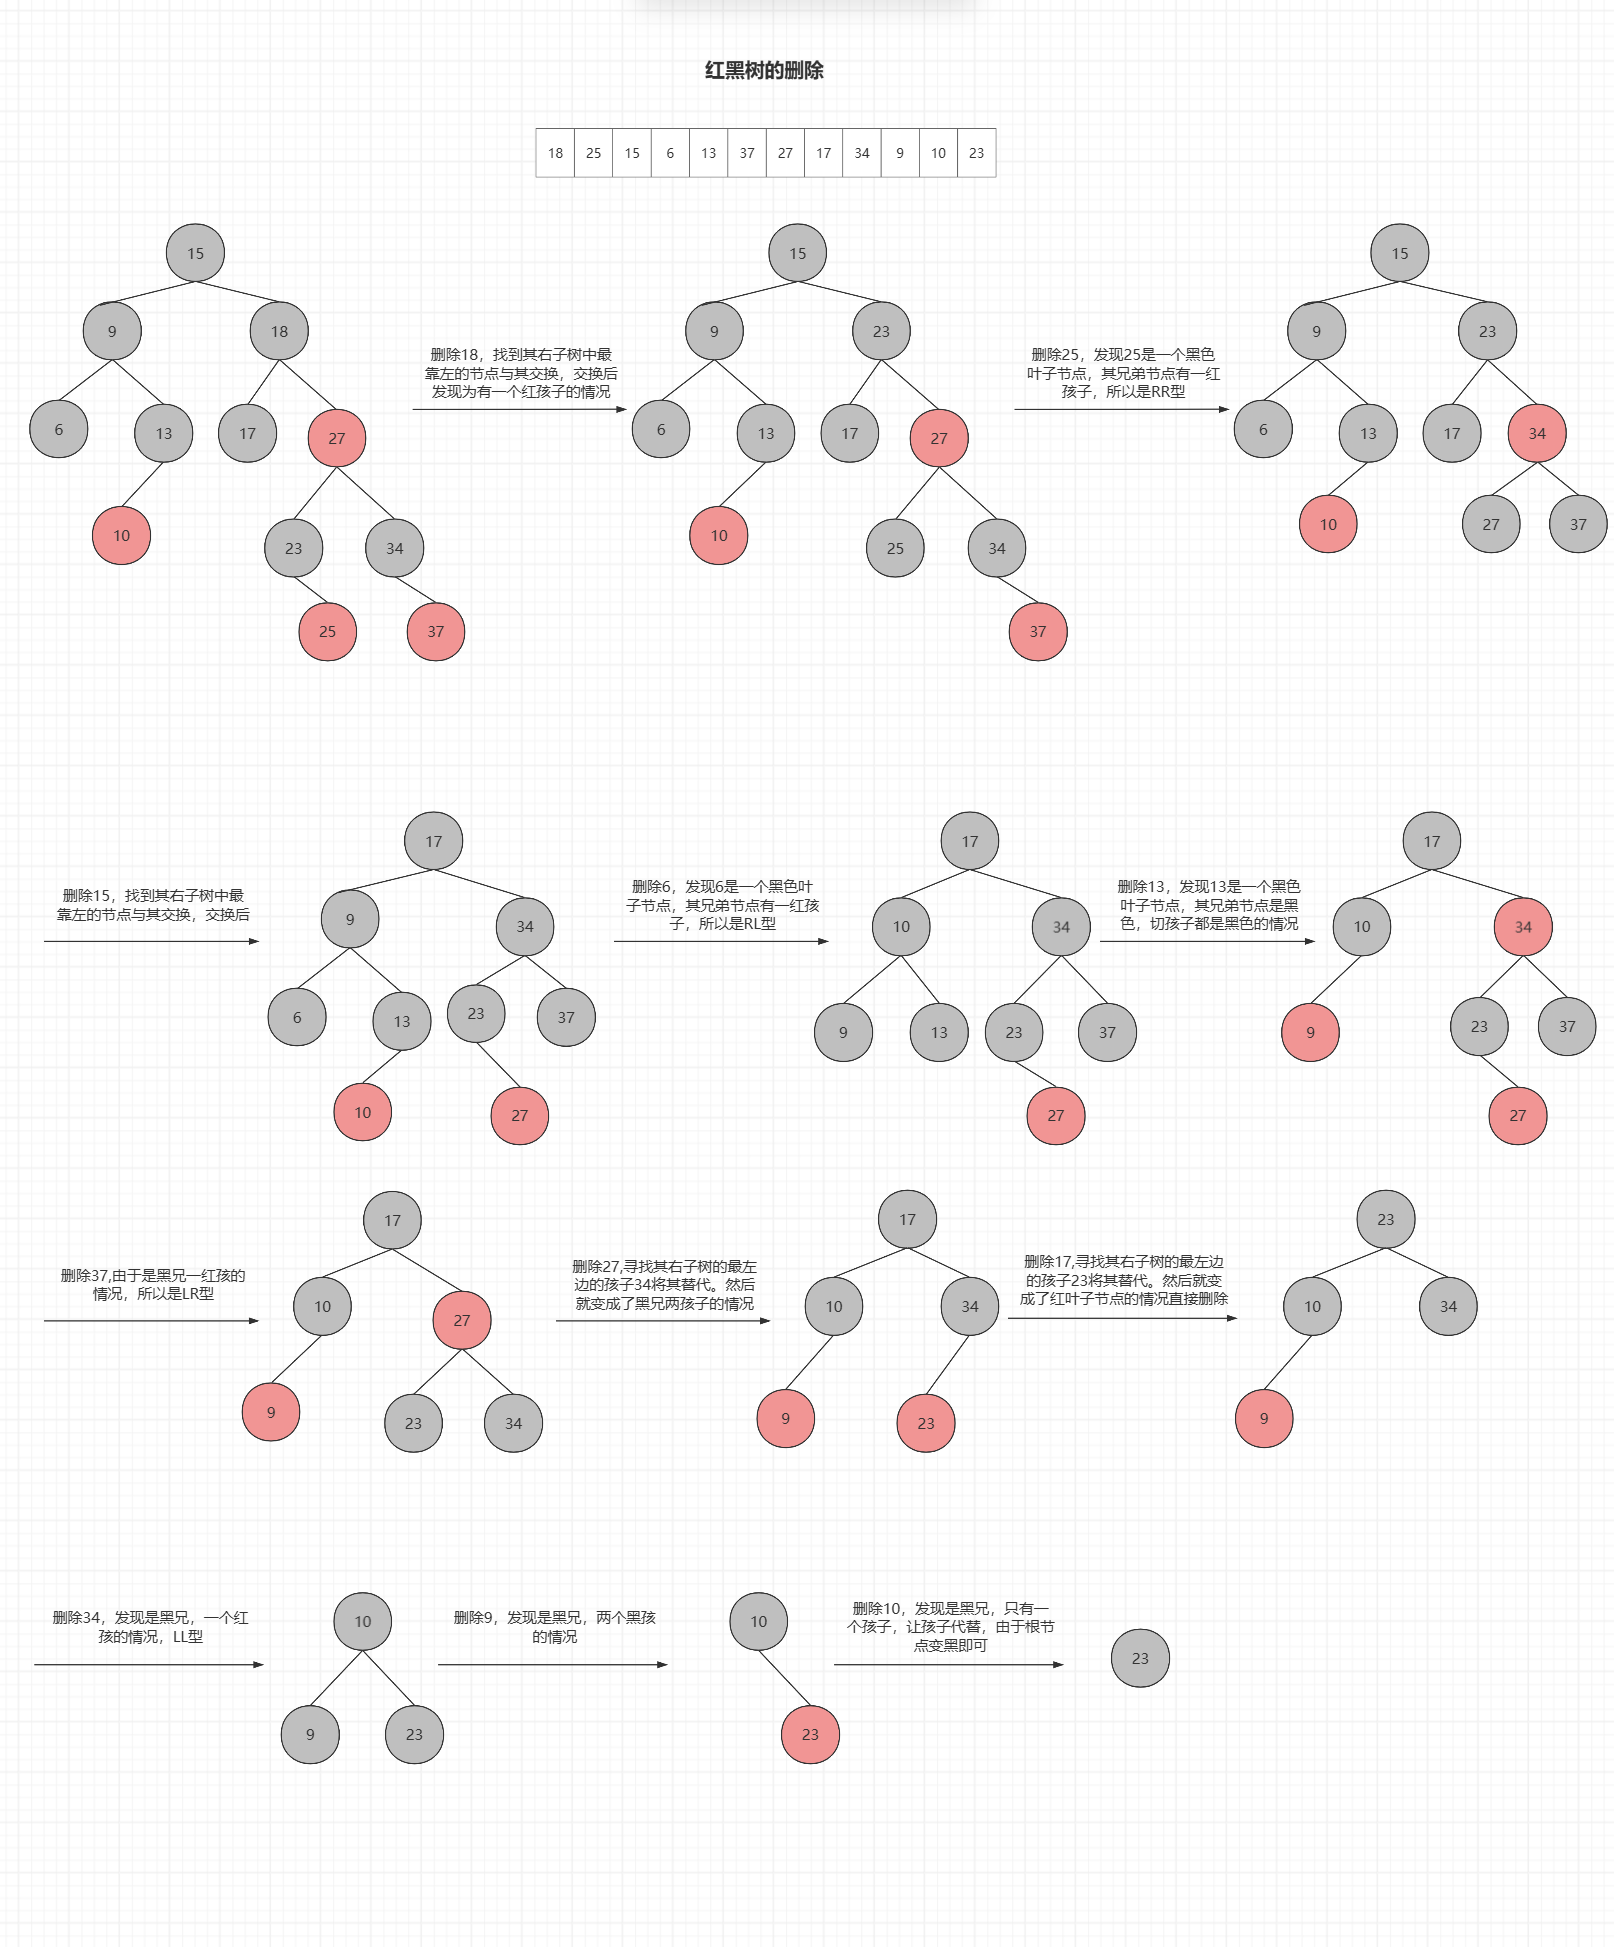 红黑树的删除
18 25 15 6 13 37 27 17 34 9 10 23
15
9
18
6
13
17
27
10
23
34
25
37
删除18，找到其右子树中最
靠左的节点与其交换，交换后
发现为有一个红孩子的情况
15
9
23
6
13
17
27
10
25
34
37
删除25，发现25是一个黑色
叶子节点，其兄弟节点有一红
孩子，所以是RR型
15
9
23
6
13
17
34
10
27
37
删除15，找到其右子树中最
靠左的节点与其交换，交换后
17
9
34
6
13
23
37
10
27
删除6，发现6是一个黑色叶
子节点，其兄弟节点有一红孩
子，所以是RL型
17
10
34
9
13
23
37
27
删除13，发现13是一个黑色
叶子节点，其兄弟节点是黑
色，切孩子都是黑色的情况
17
10
34
9
23
37
27
删除37,由于是黑兄一红孩的
情况，所以是LR型
17
10
27
9
23
34
删除27,寻找其右子树的最左
边的孩子34将其替代。然后
就变成了黑兄两孩子的情况
17
10
34
9
23
删除17,寻找其右子树的最左边
的孩子23将其替代。然后就变
成了红叶子节点的情况直接删除
23
10
34
9
删除34，发现是黑兄，一个红
孩的情况，LL型
10
9
23
删除9，发现是黑兄，两个黑孩
的情况
10
23
删除10，发现是黑兄，只有一
个孩子，让孩子代替，由于根节
点变黑即可
23